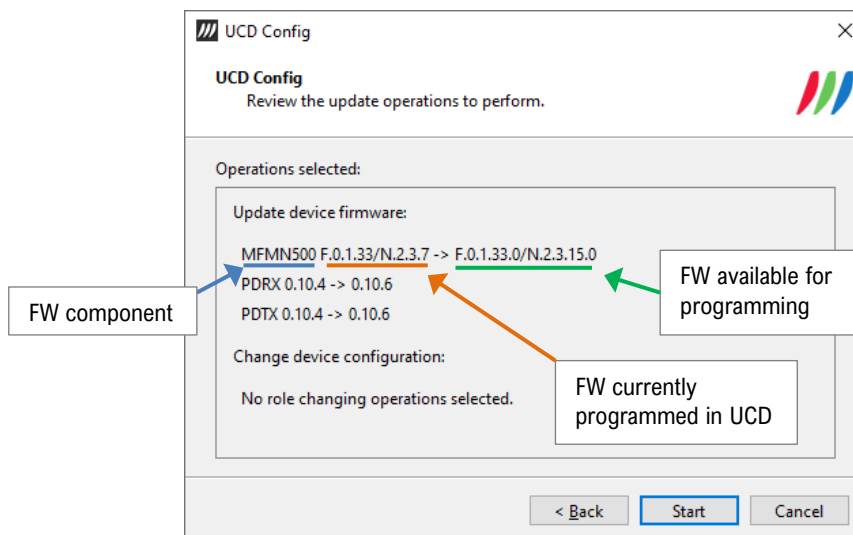 UCD Config
UCD Config
Review the update operations to perform.
Operations selected:
Update device firmware:
MFMN500 F.0.1.33/N.2.3.7 -> F.0.1.33.0/N.2.3.15.0
PDRX 0.10.4 -> 0.10.6
PDTX 0.10.4 -> 0.10.6
FW component
FW available for
programming
Change device configuration:
No role changing operations selected.
FW currently
programmed in UCD
< Back
Start
Cancel